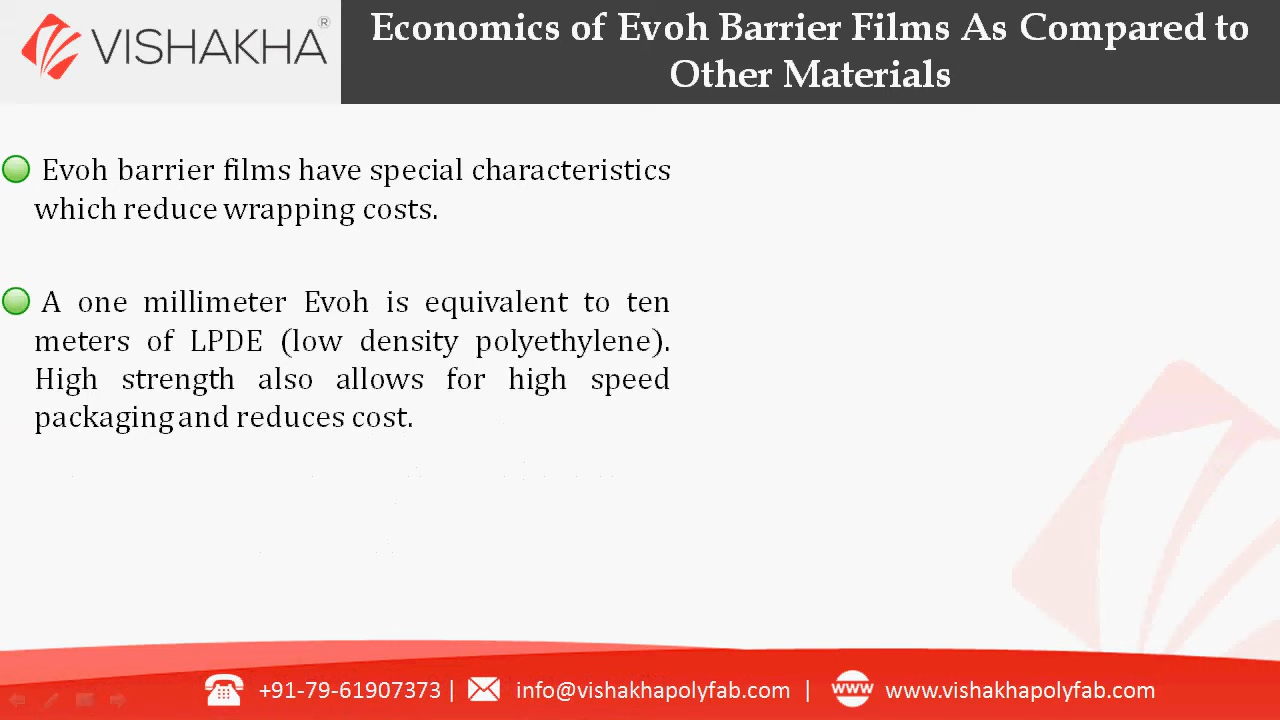 VISHAKHA®
Economics of Evoh Barrier Films As Compared to
Other Materials
Evoh barrier films have special characteristics
which reduce wrapping costs.
A one millimeter Evoh is equivalent to ten
meters of LPDE (low density polyethylene).
High strength also allows for high speed
packaging and reduces cost.
+91-79-61907373 | info@vishakhapolyfab.com | www www.vishakhapolyfab.com